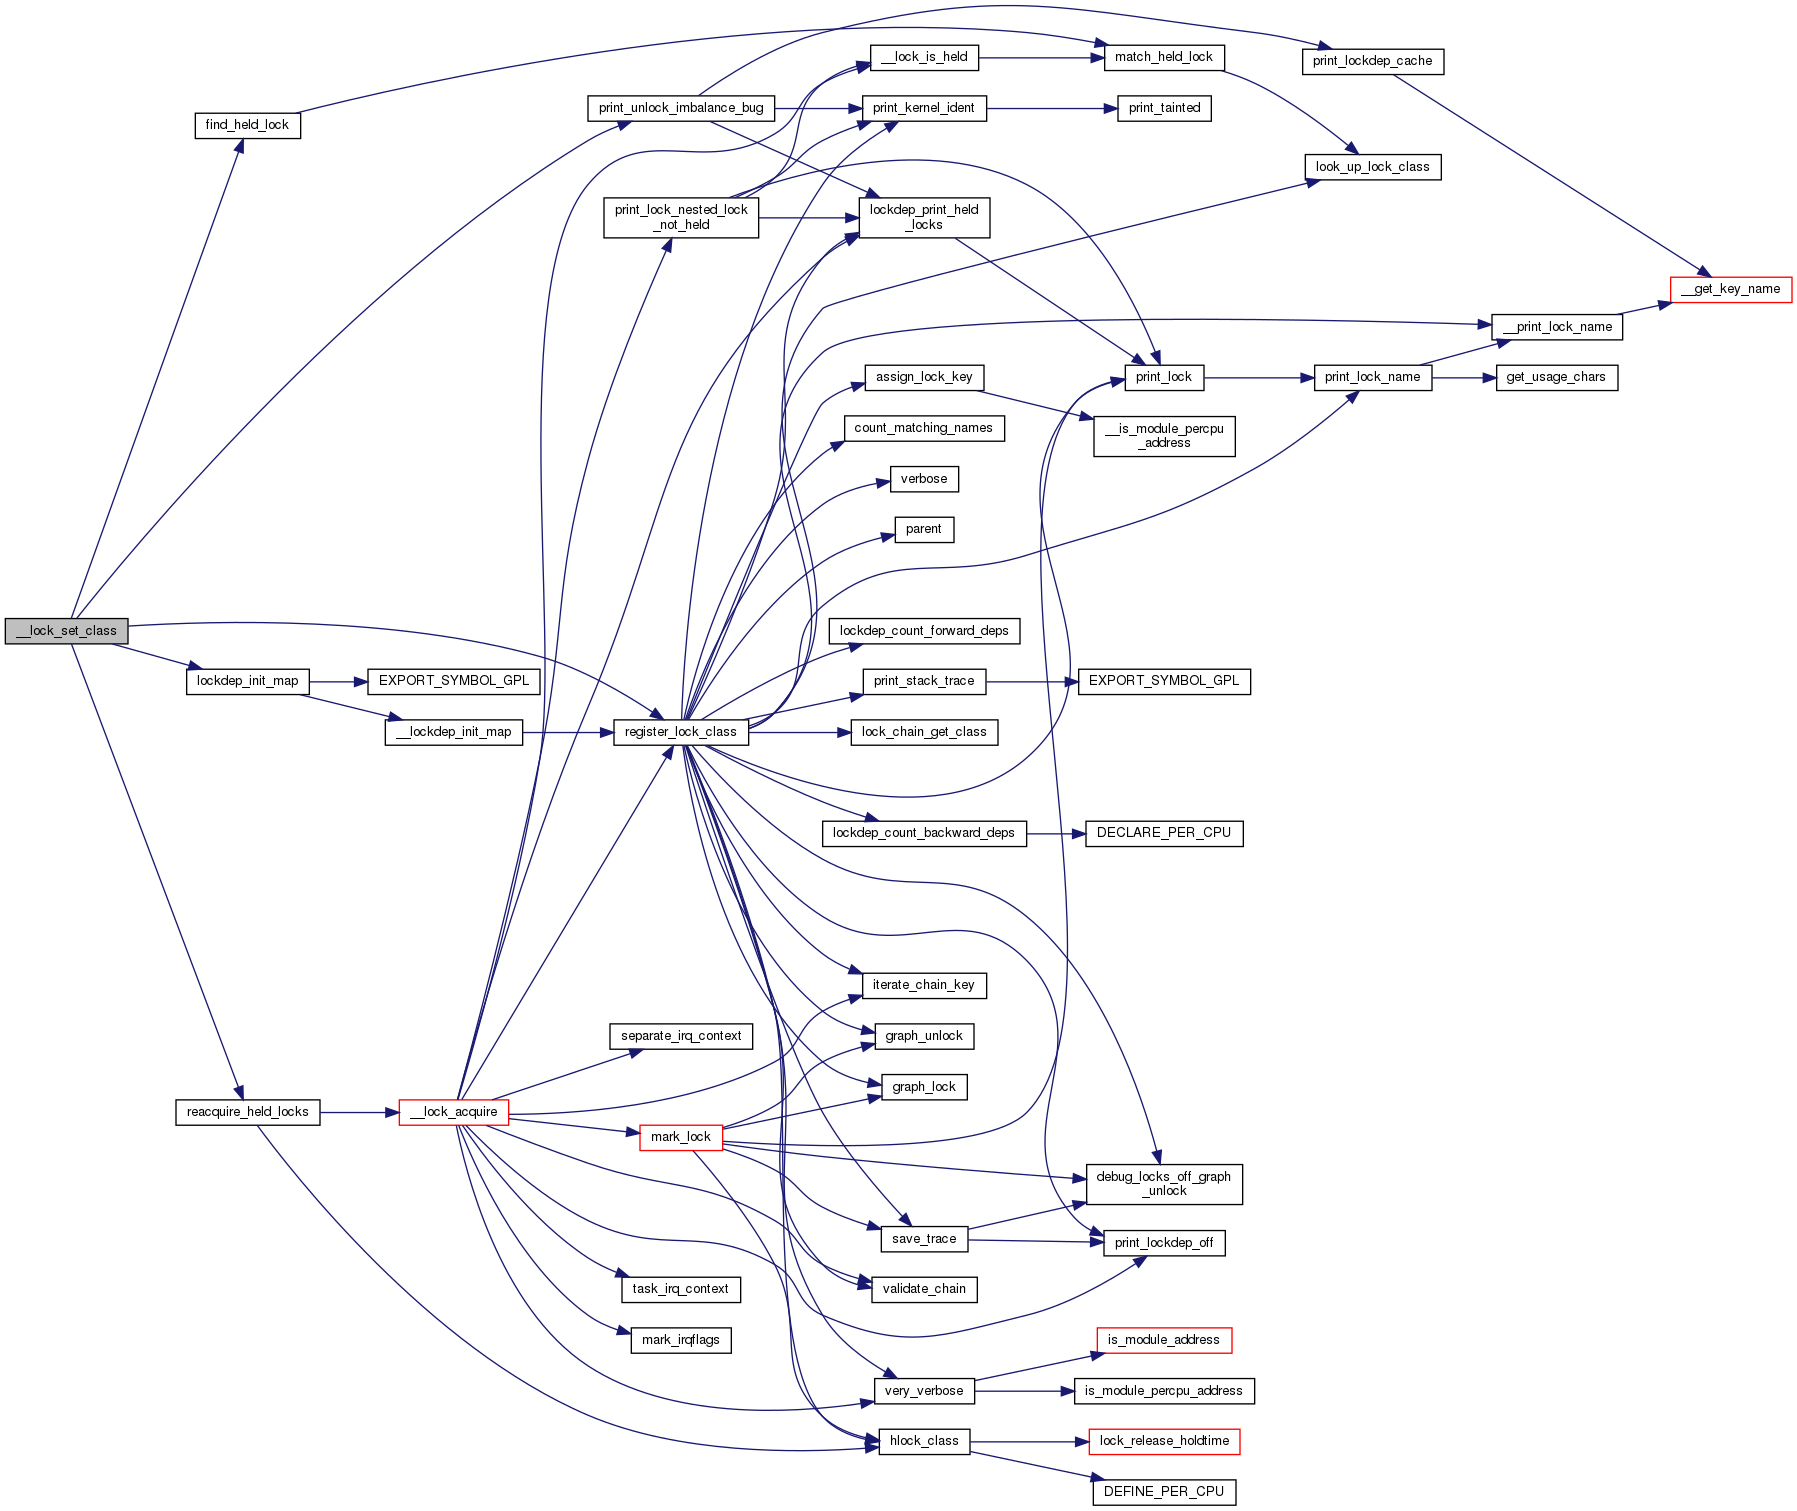 __lock_set_class
find_held_lock
lockdep_init_map
reacquire_held_locks
EXPORT_SYMBOL_GPL
__lockdep_init_map
__lock_acquire
print_unlock_imbalance_bug
print_lock_nested_lock
_not_held
register_lock_class
separate_irq_context
mark_lock
task_irq_context
mark_irqflags
__lock_is_held
print_kernel_ident
lockdep_print_held
_locks
assign_lock_key
count_matching_names
verbose
parent
lockdep_count_forward_deps
print_stack_trace
lock_chain_get_class
lockdep_count_backward_deps
iterate_chain_key
graph_unlock
graph_lock
save_trace
validate_chain
very_verbose
hlock_class
match_held_lock
print_tainted
print_lock
__is_module_percpu
_address
EXPORT_SYMBOL_GPL
DECLARE_PER_CPU
debug_locks_off_graph
_unlock
print_lockdep_off
is_module_address
is_module_percpu_address
lock_release_holdtime
DEFINE_PER_CPU
print_lockdep_cache
look_up_lock_class
print_lock_name
__print_lock_name
get_usage_chars
__get_key_name